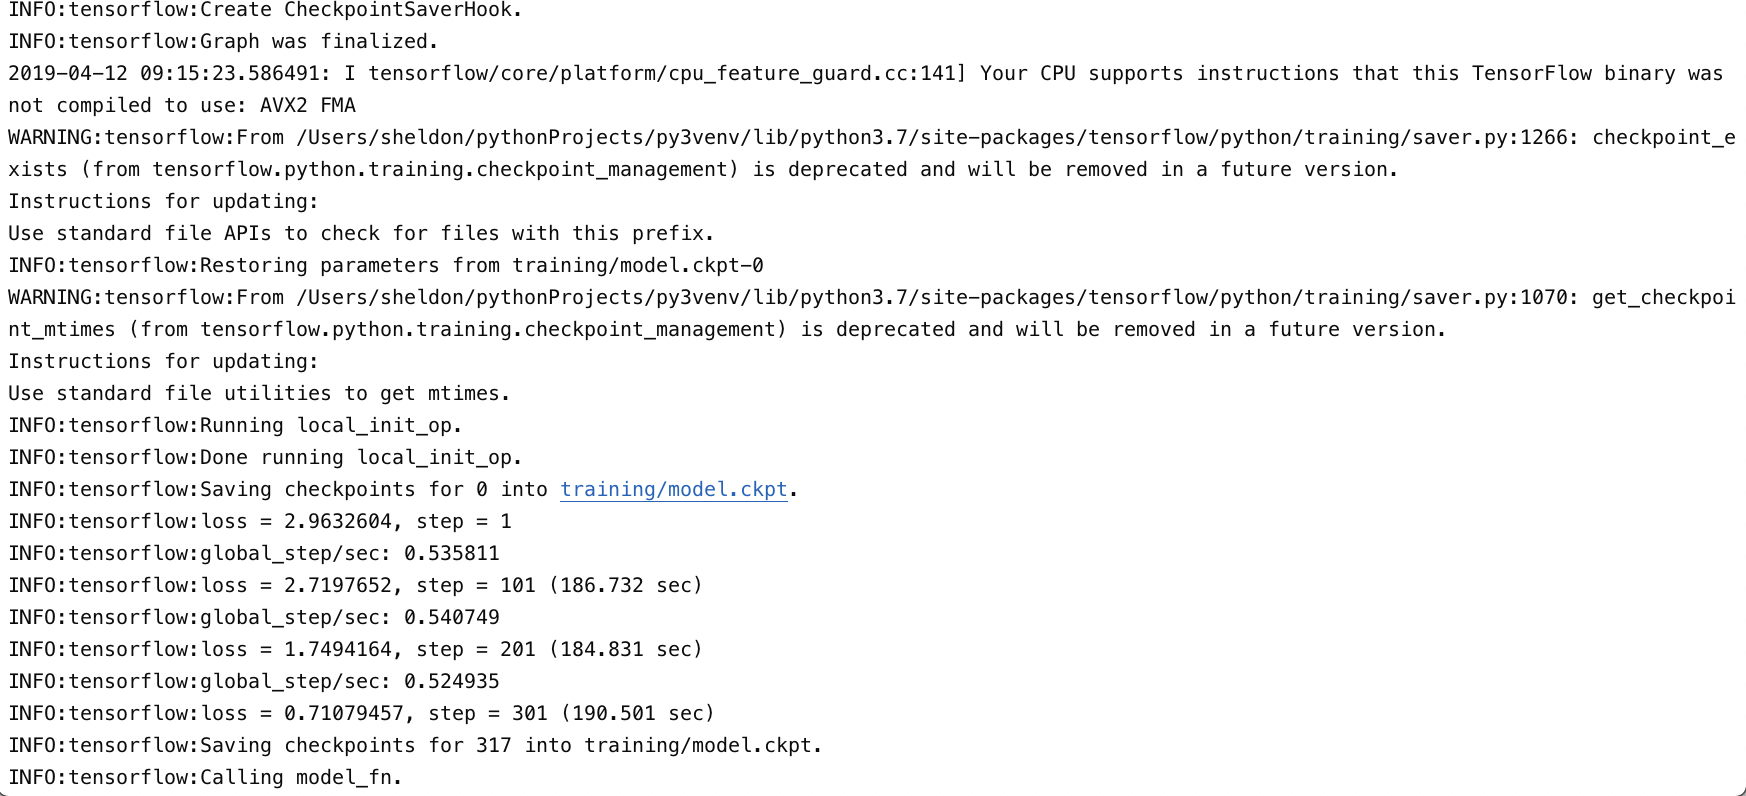 INFO:tensorflow:Create CheckpointSaverHook.
INFO:tensorflow:Graph was finalized.
2019-04-12 09:15:23.586491: I tensorflow/core/platform/cpu_feature_guard.cc:141] Your CPU supports instructions that this TensorFlow binary was
not compiled to use: AVX2 FMA
WARNING:tensorflow:From /Users/sheldon/pythonProjects/py3venv/lib/python3.7/site-packages/tensorflow/python/training/saver.py:1266: checkpoint_e
xists (from tensorflow.python.training.checkpoint_management) is deprecated and will be removed in a future version.
Instructions for updating:
Use standard file APIs to check for files with this prefix.
INFO:tensorflow:Restoring parameters from training/model.ckpt-0
WARNING:tensorflow:From /Users/sheldon/pythonProjects/py3venv/lib/python3.7/site-packages/tensorflow/python/training/saver.py:1070: get_checkpoi
nt_mtimes (from tensorflow.python.training.checkpoint_management) is deprecated and will be removed in a future version.
Instructions for updating:
Use standard file utilities to get mtimes.
INFO:tensorflow:Running local_init_op.
INFO:tensorflow:Done running local_init_op.
INFO:tensorflow:Saving checkpoints for 0 into training/model.ckpt.
INFO:tensorflow:loss = 2.9632604, step = 1
INFO:tensorflow:global_step/sec: 0.535811
INFO:tensorflow:loss = 2.7197652, step = 101 (186.732 sec)
INFO:tensorflow:global_step/sec: 0.540749
INFO:tensorflow:loss = 1.7494164, step = 201 (184.831 sec)
INFO:tensorflow:global_step/sec: 0.524935
INFO:tensorflow:loss = 0.71079457, step = 301 (190.501 sec)
INFO:tensorflow:Saving checkpoints for 317 into training/model.ckpt.
INFO:tensorflow:Calling model_fn.